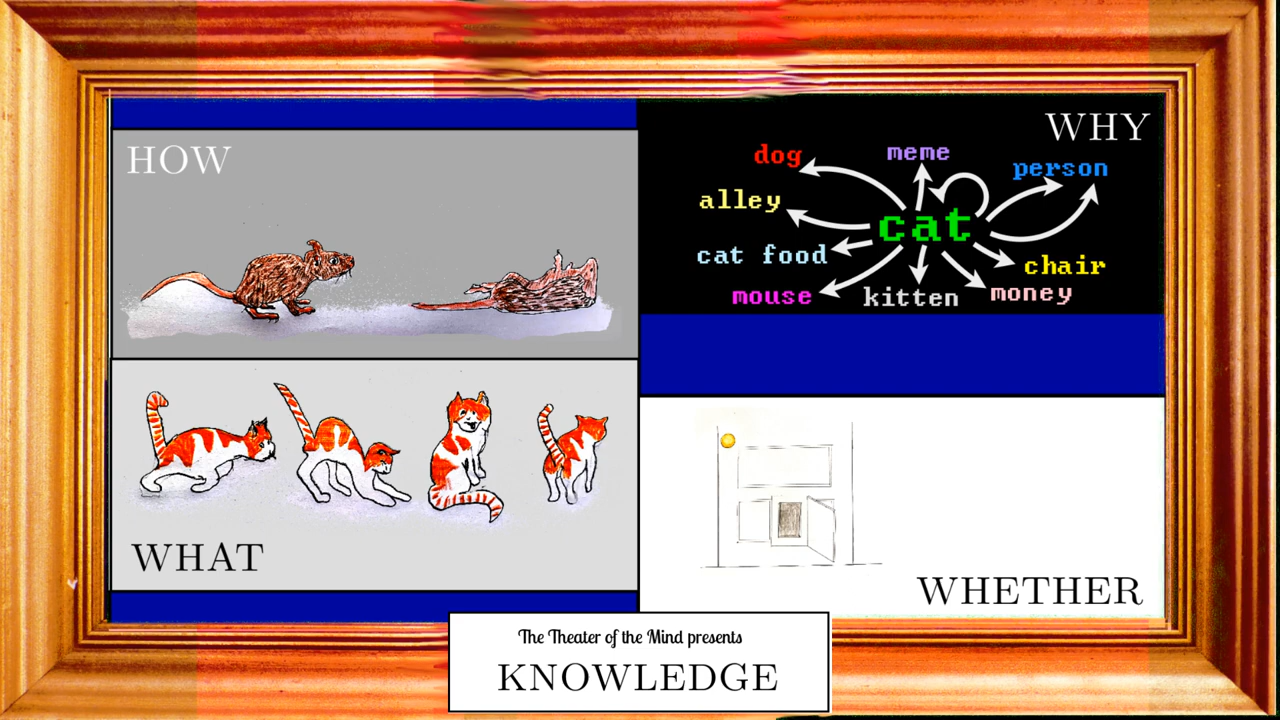 HOW
WHY
dog
meme
person
alley
cat
cat food
chair
mouse
kitten
money
WHAT
WHETHER
The Theater of the Mind presents
KNOWLEDGE